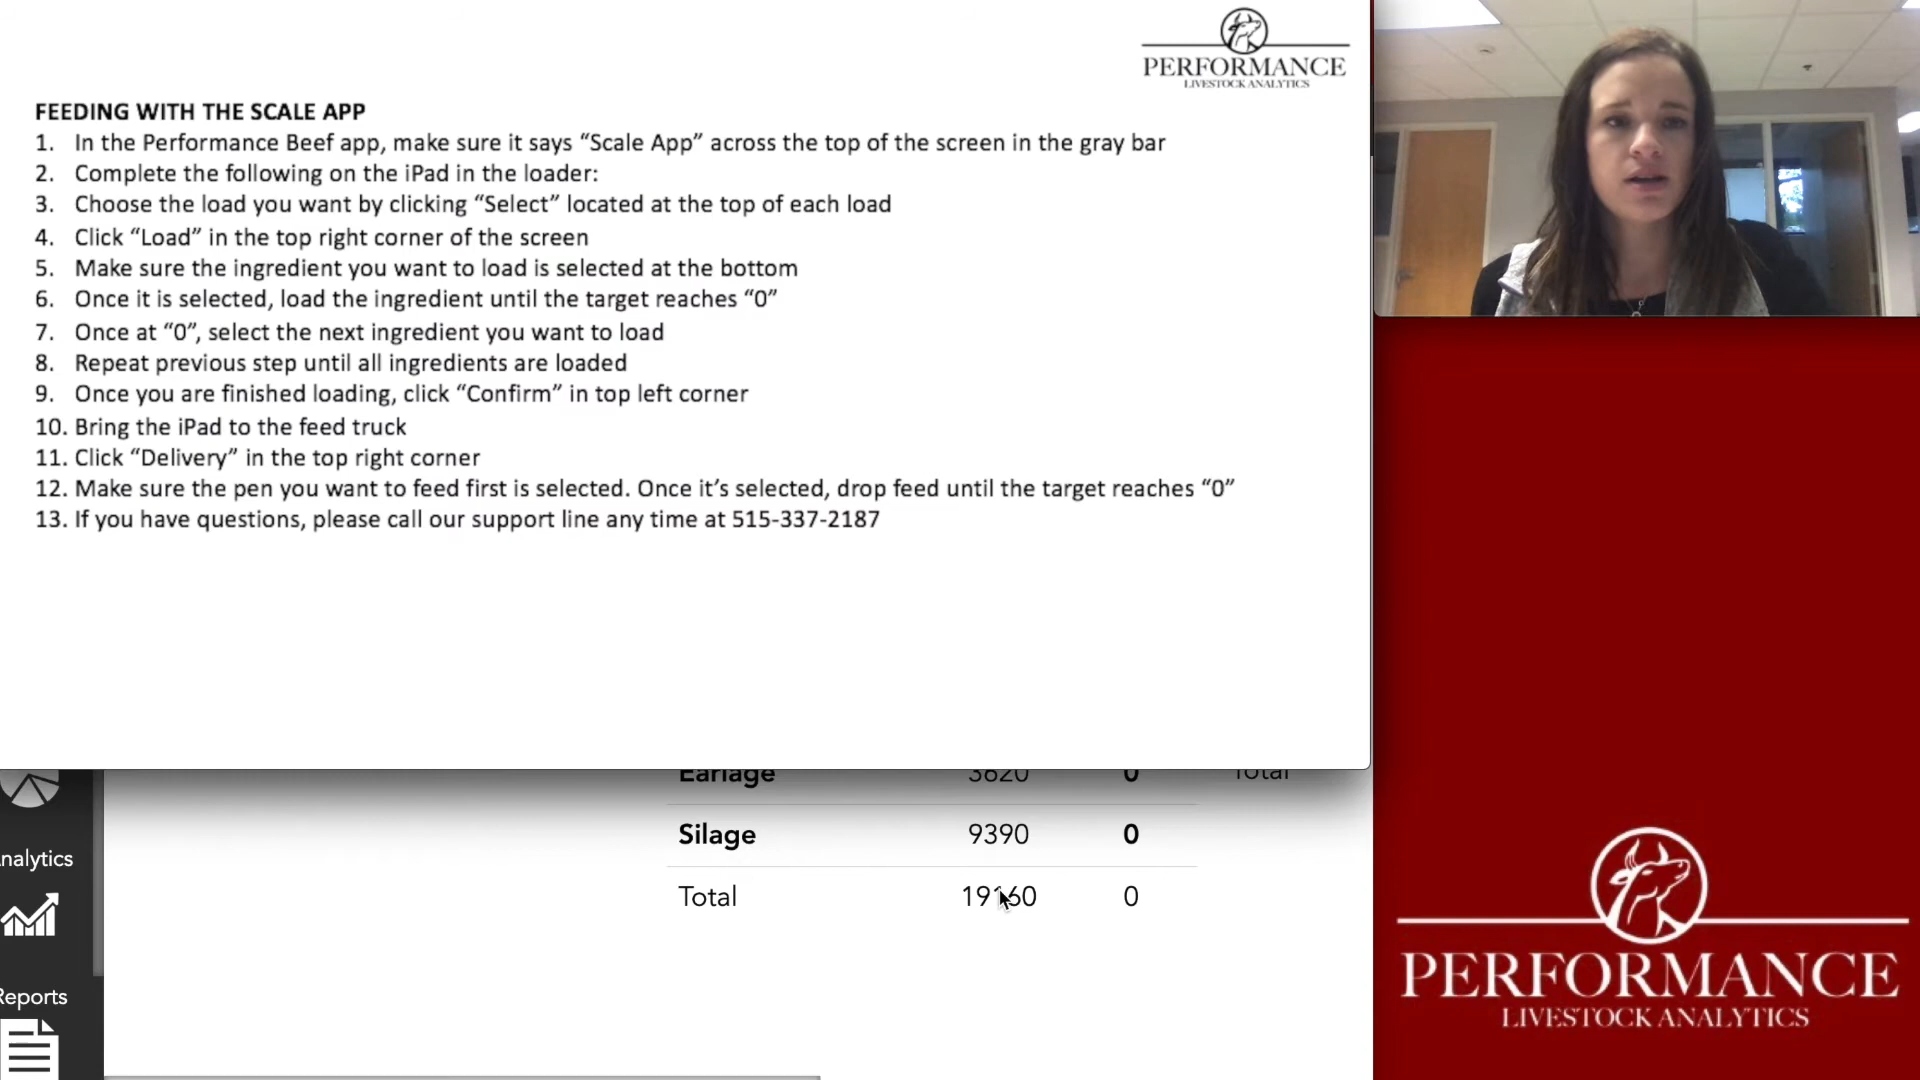 PERFORMANCE
LIVESTOCK ANALYTICS
FEEDING WITH THE SCALE APP
1. In the Performance Beef app, make sure it says “Scale App” across the top of the screen in the gray bar
2. Complete the following on the iPad in the loader:
3. Choose the load you want by clicking “Select” located at the top of each load
4. Click “Load” in the top right corner of the screen
5. Make sure the ingredient you want to load is selected at the bottom
6. Once it is selected, load the ingredient until the target reaches “0”
7. Once at “0”, select the next ingredient you want to load
8. Repeat previous step until all ingredients are loaded
9. Once you are finished loading, click “Confirm” in top left corner
10. Bring the iPad to the feed truck
11. Click “Delivery” in the top right corner
12. Make sure the pen you want to feed first is selected. Once it’s selected, drop feed until the target reaches “0”
13. If you have questions, please call our support line any time at 515-337-2187
Earlage 3620 0 Total
Silage 9390 0
Total 19160 0
nalytics
Reports
PERFORMANCE
LIVESTOCK ANALYTICS